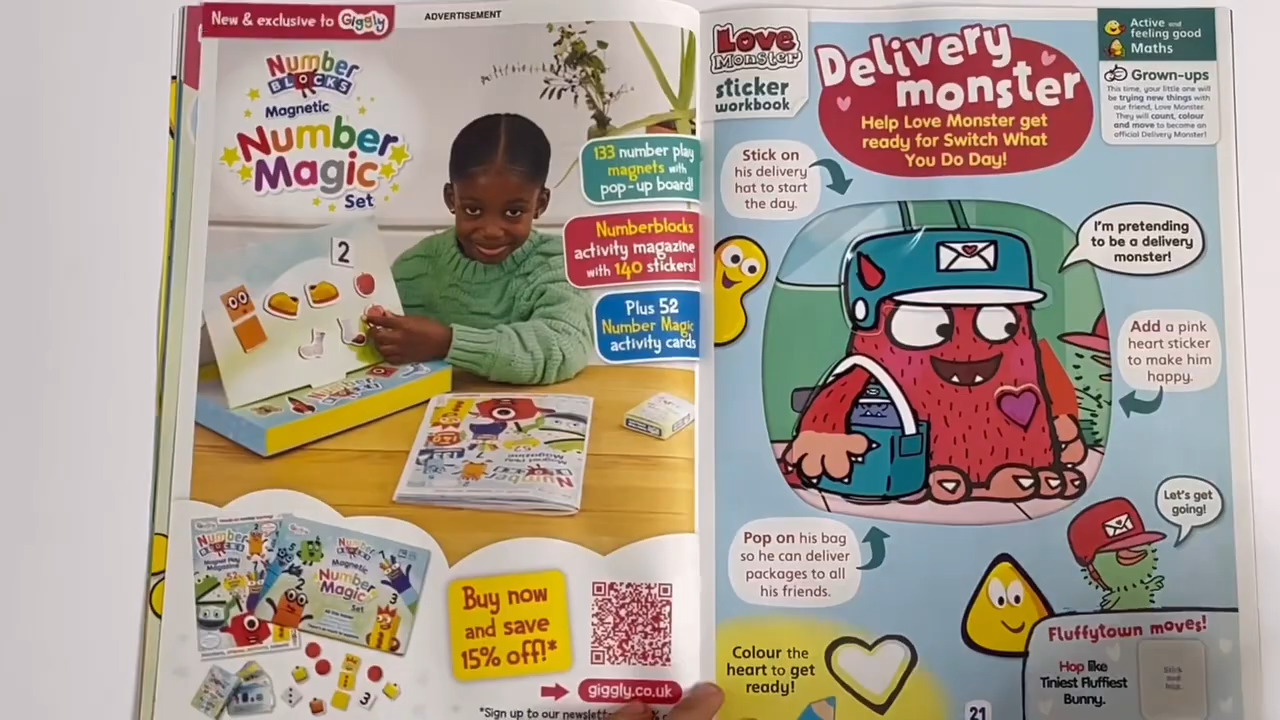 New & exclusive to Giggly
ADVERTISEMENT
Number
BLOCKS
Magnetic
Number
Magic
Set
133 number play
magnets with
pop-up board!
Numberblocks
activity magazine
with 140 stickers!
Plus 52
Number Magic
activity cards
2
Buy now
and save
15% off!*
giggly.co.uk
*Sign up to our newslett
Love
Monster
sticker
workbook
Delivery
monster
Help Love Monster get
ready for Switch What
You Do Day!
Active and
feeling good
Maths
Grown-ups
This time, your little one will
be trying new things with
our friend, Love Monster.
They will count, colour
and move to become an
official Delivery Monster!
Stick on
his delivery
hat to start
the day.
I'm pretending
to be a delivery
monster!
Add a pink
heart sticker
to make him
happy.
Let's get
going!
Pop on his bag
so he can deliver
packages to all
his friends.
Colour the
heart to get
ready!
Fluffytown moves!
Hop like
Tiniest Fluffiest
Bunny.
21